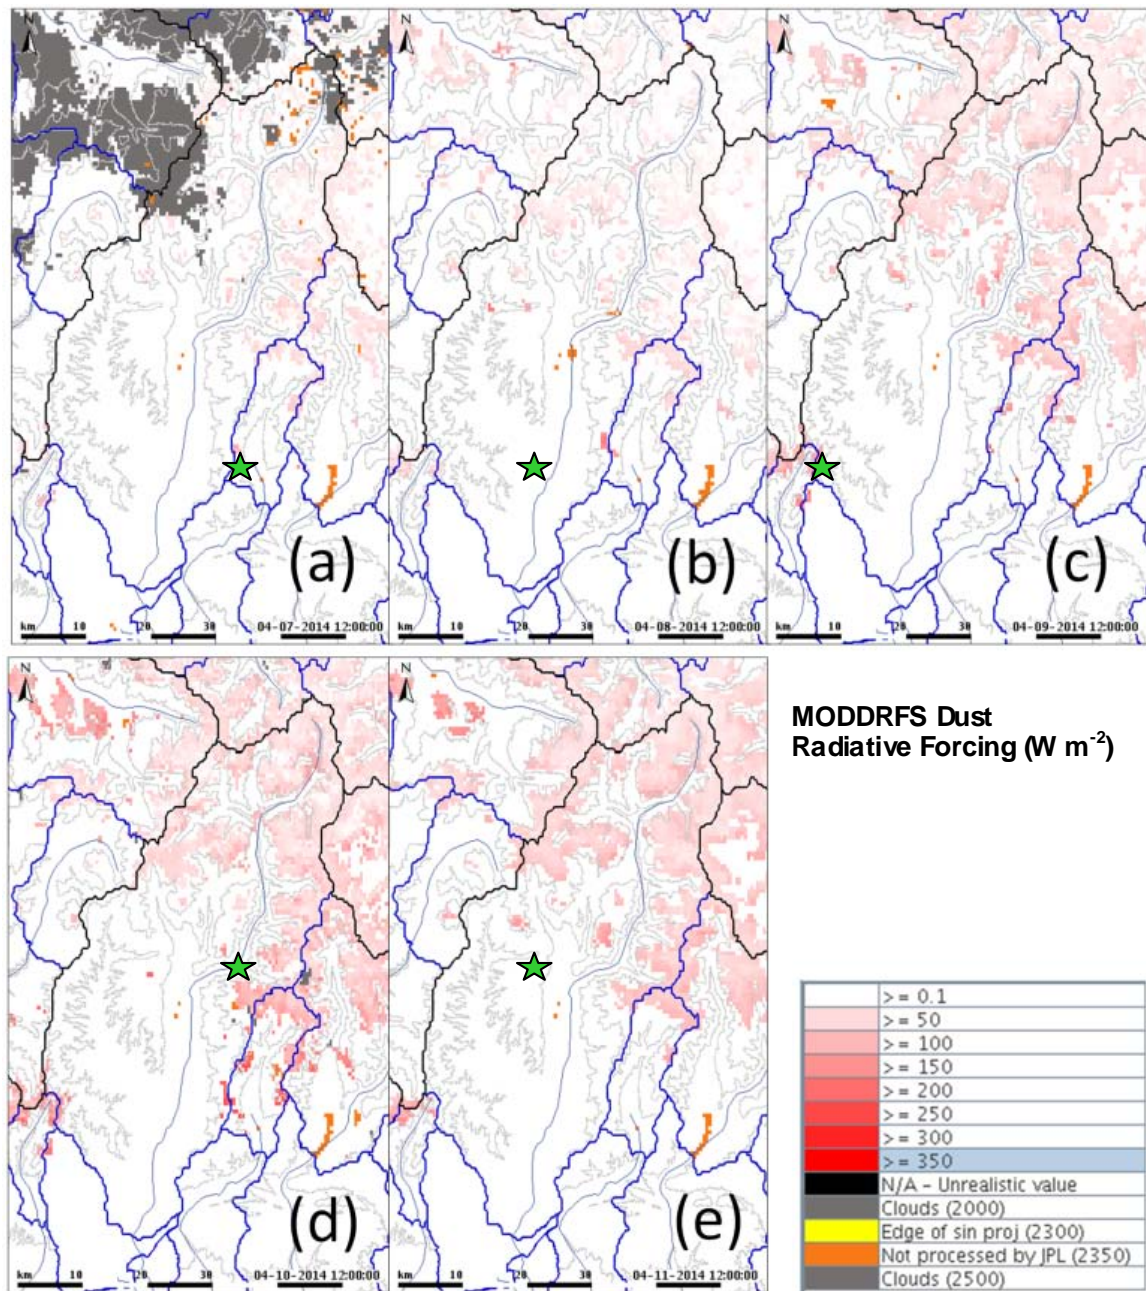 N
N
N
(a)
(b)
(c)
km 10 20 30 04-07-2014 12:00:00
km 10 20 30 04-08-2014 12:00:00
km 10 20 30 04-09-2014 12:00:00
N
N
MODDRFS Dust
Radiative Forcing (W m⁻²)
(d)
(e)
km 10 20 30 04-10-2014 12:00:00
km 10 20 30 04-11-2014 12:00:00
>= 0.1
>= 50
>= 100
>= 150
>= 200
>= 250
>= 300
>= 350
N/A - Unrealistic value
Clouds (2000)
Edge of sin proj (2300)
Not processed by JPL (2350)
Clouds (2500)